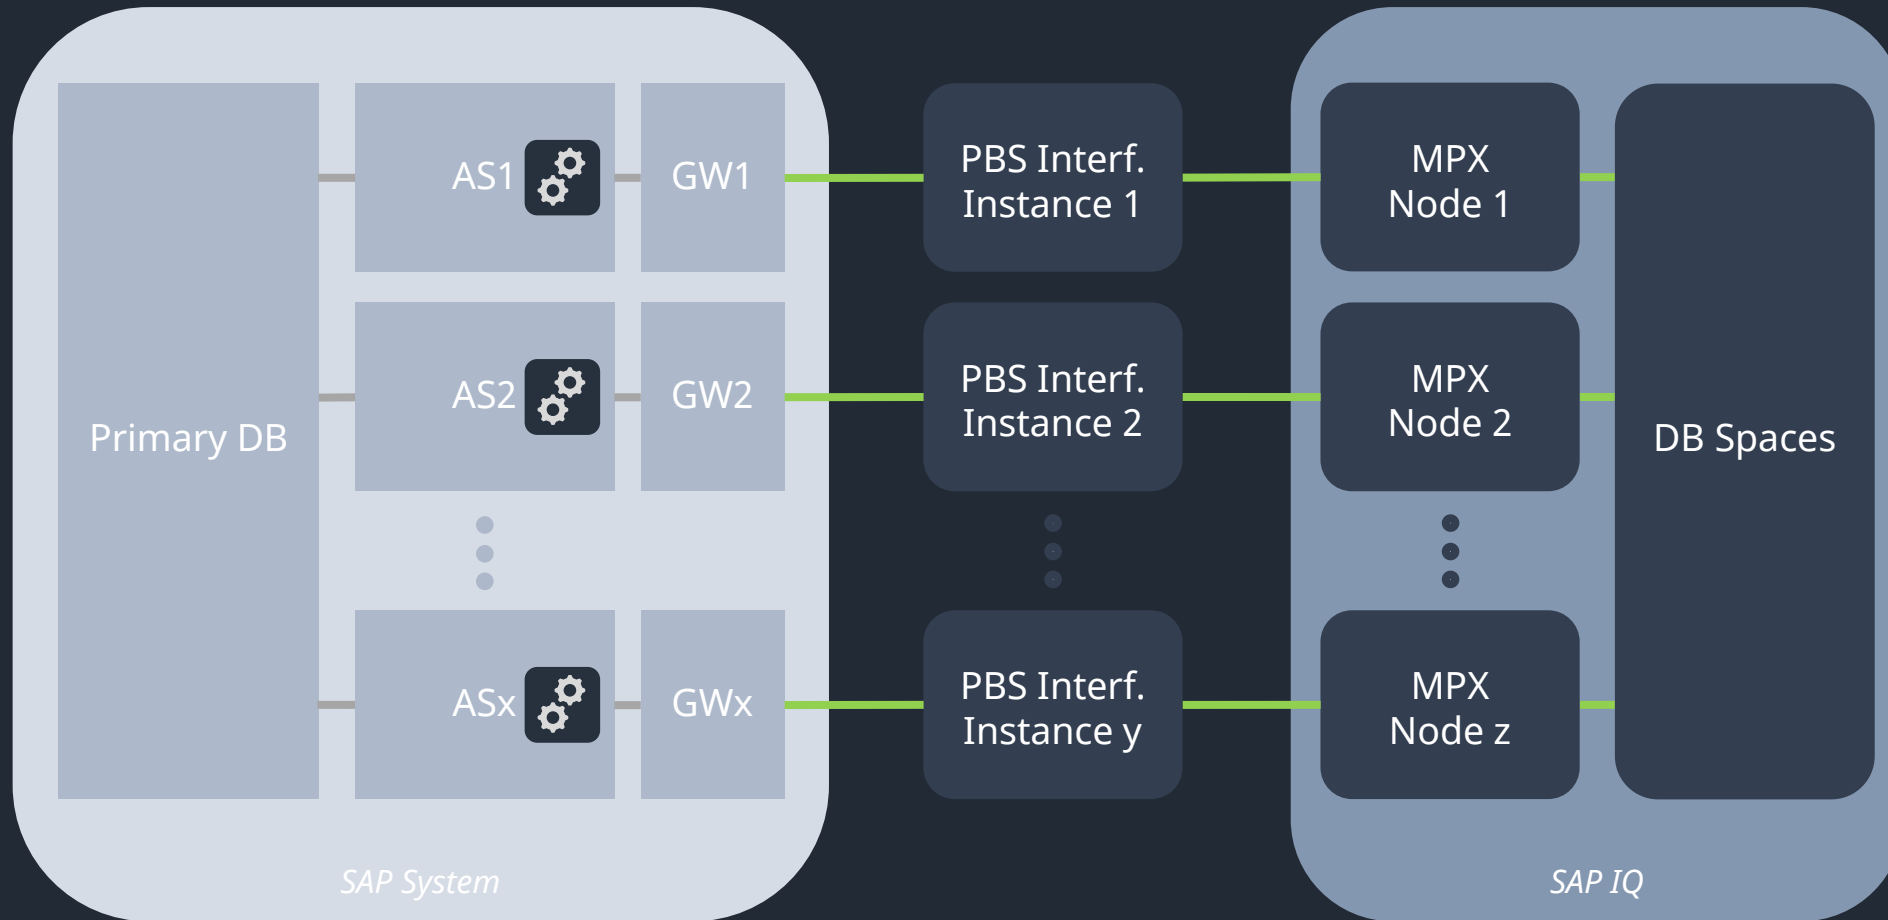 AS1
GW1
PBS Interf.
Instance 1
MPX
Node 1
AS2
GW2
PBS Interf.
Instance 2
MPX
Node 2
Primary DB
DB Spaces
ASx
GWx
PBS Interf.
Instance y
MPX
Node z
SAP System
SAP IQ